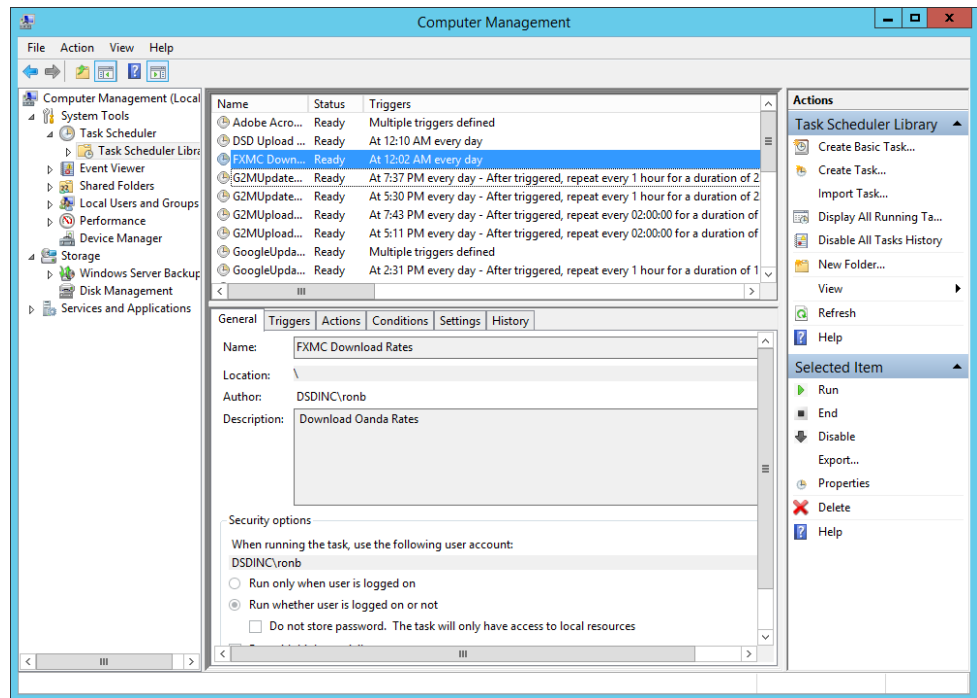 Computer Management
File Action View Help
Computer Management (Local
System Tools
Task Scheduler
Task Scheduler Libra
Event Viewer
Shared Folders
Local Users and Groups
Performance
Device Manager
Storage
Windows Server Backup
Disk Management
Services and Applications
Name Status Triggers
Adobe Acro... Ready Multiple triggers defined
DSD Upload ... Ready At 12:10 AM every day
FXMC Down... Ready At 12:02 AM every day
G2MUpdate... Ready At 7:37 PM every day - After triggered, repeat every 1 hour for a duration of 2
G2MUpdate... Ready At 5:30 PM every day - After triggered, repeat every 1 hour for a duration of 2
G2MUpload... Ready At 7:43 PM every day - After triggered, repeat every 02:00:00 for a duration of
G2MUpload... Ready At 5:11 PM every day - After triggered, repeat every 02:00:00 for a duration of
GoogleUpda... Ready Multiple triggers defined
GoogleUpda... Ready At 2:31 PM every day - After triggered, repeat every 1 hour for a duration of 1
General Triggers Actions Conditions Settings History
Name: FXMC Download Rates
Location: \
Author: DSDINC\ronb
Description: Download Oanda Rates
Security options
When running the task, use the following user account:
DSDINC\ronb
Run only when user is logged on
Run whether user is logged on or not
Do not store password. The task will only have access to local resources
Actions
Task Scheduler Library
Create Basic Task...
Create Task...
Import Task...
Display All Running Ta...
Disable All Tasks History
New Folder...
View
Refresh
Help
Selected Item
Run
End
Disable
Export...
Properties
Delete
Help